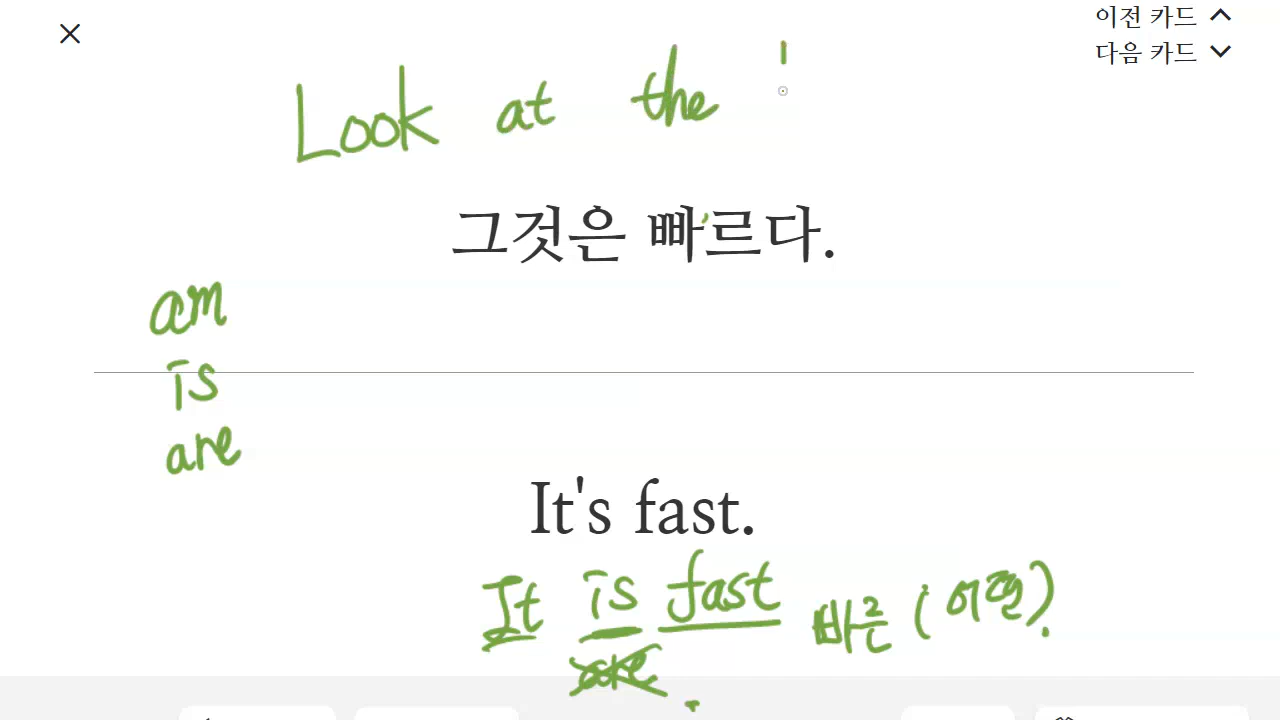 이전 카드
다음 카드
Look at the
그것은 빠르다.
am
is
are
It's fast.
It is fast 빠른 (어떤)
are